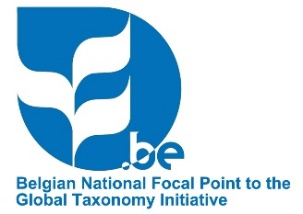 .be
Belgian National Focal Point to the
Global Taxonomy Initiative